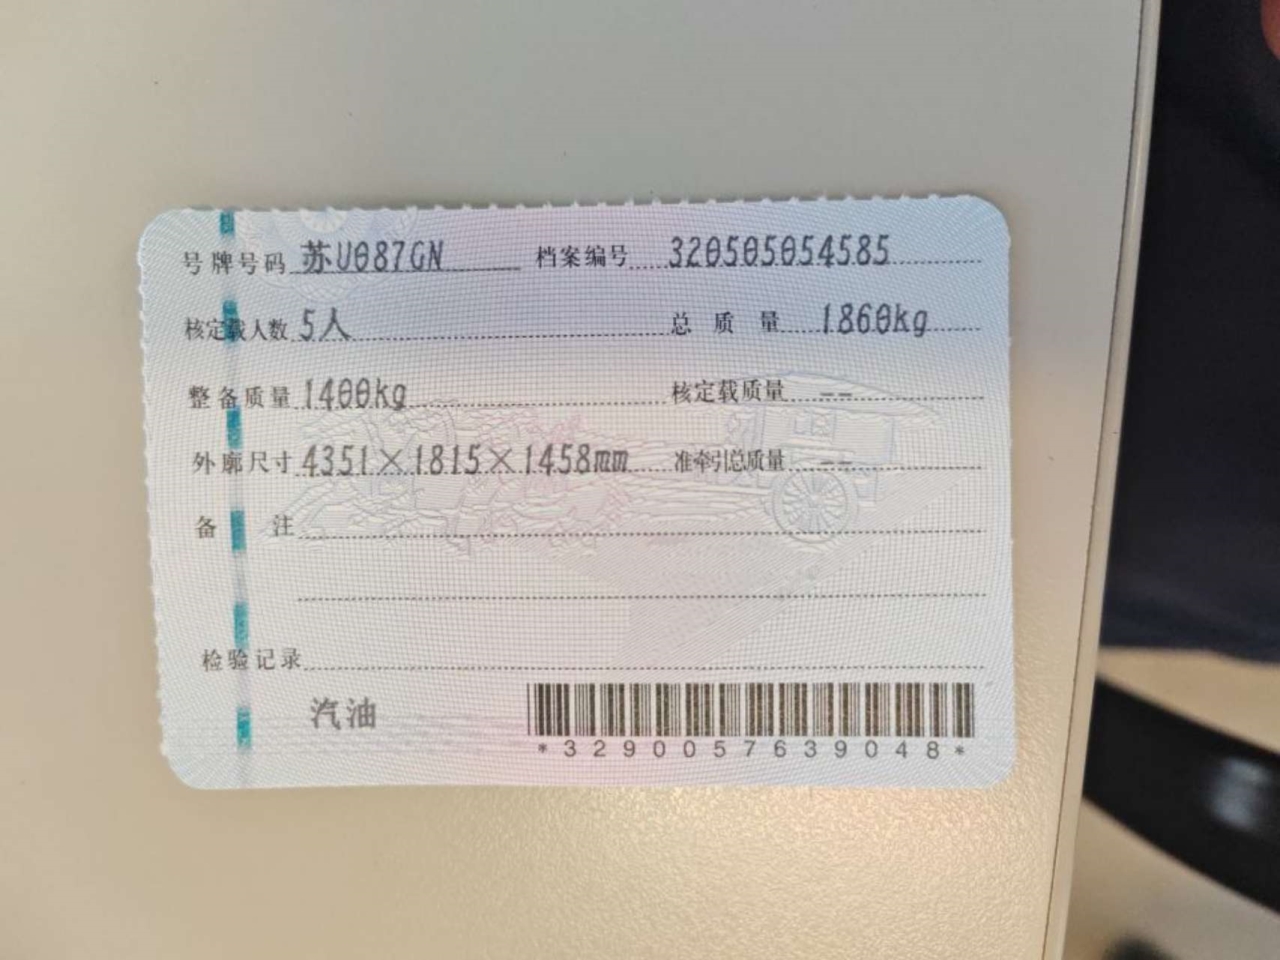 号牌号码 苏U087GN 档案编号 320505054585
核定载人数 5人 总质量 1860kg
整备质量 1400kg 核定载质量 --
外廓尺寸 4351×1815×1458mm 准牵引总质量 --
备注
检验记录
汽油
*3290057639048*